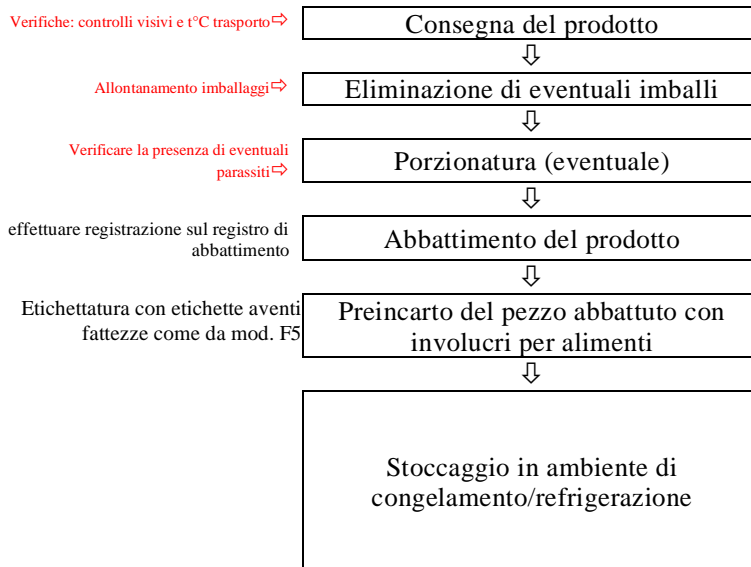 Verifiche: controlli visivi e t°C trasporto⇨
Consegna del prodotto
⇩
Allontanamento imballaggi⇨
Eliminazione di eventuali imballi
⇩
Verificare la presenza di eventuali
parassiti⇨
Porzionatura (eventuale)
⇩
effettuare registrazione sul registro di
abbattimento
Abbattimento del prodotto
⇩
Etichettatura con etichette aventi
fattezze come da mod. F5
Preincarto del pezzo abbattuto con
involucri per alimenti
⇩
Stoccaggio in ambiente di
congelamento/refrigerazione